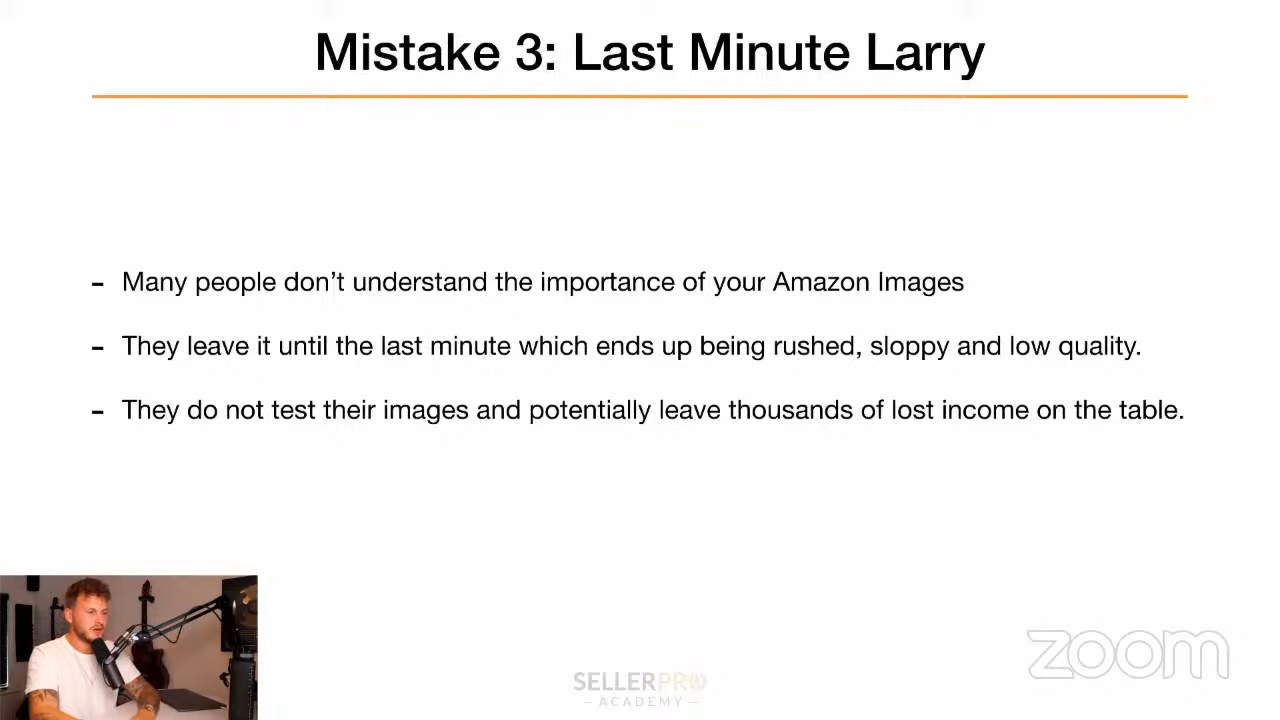 Mistake 3: Last Minute Larry
- Many people don’t understand the importance of your Amazon Images
- They leave it until the last minute which ends up being rushed, sloppy and low quality.
- They do not test their images and potentially leave thousands of lost income on the table.
SELLERPRO
– ACADEMY –
zoom